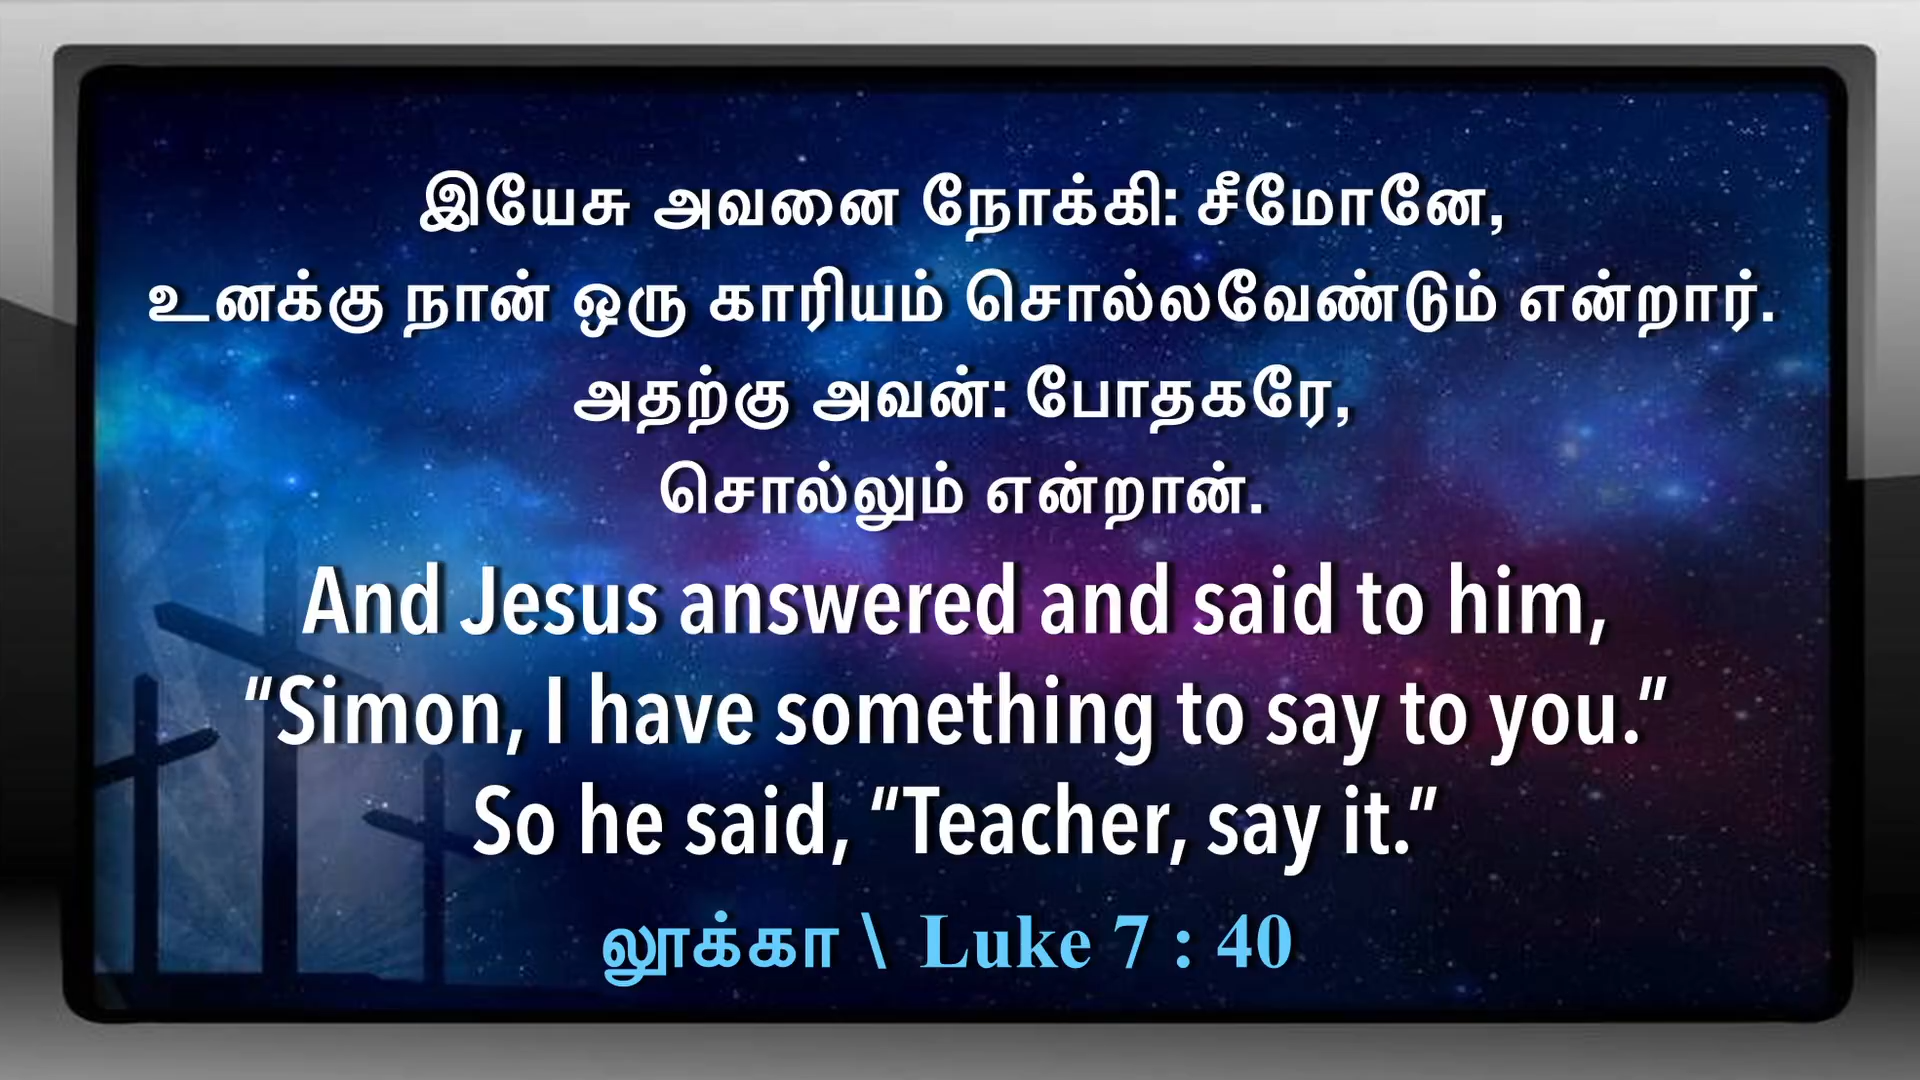 இயேசு அவனை நோக்கி: சீமோனே,
உனக்கு நான் ஒரு காரியம் சொல்லவேண்டும் என்றார்.
அதற்கு அவன்: போதகரே,
சொல்லும் என்றான்.
And Jesus answered and said to him,
“Simon, I have something to say to you.”
So he said, “Teacher, say it.”
லூக்கா \ Luke 7 : 40